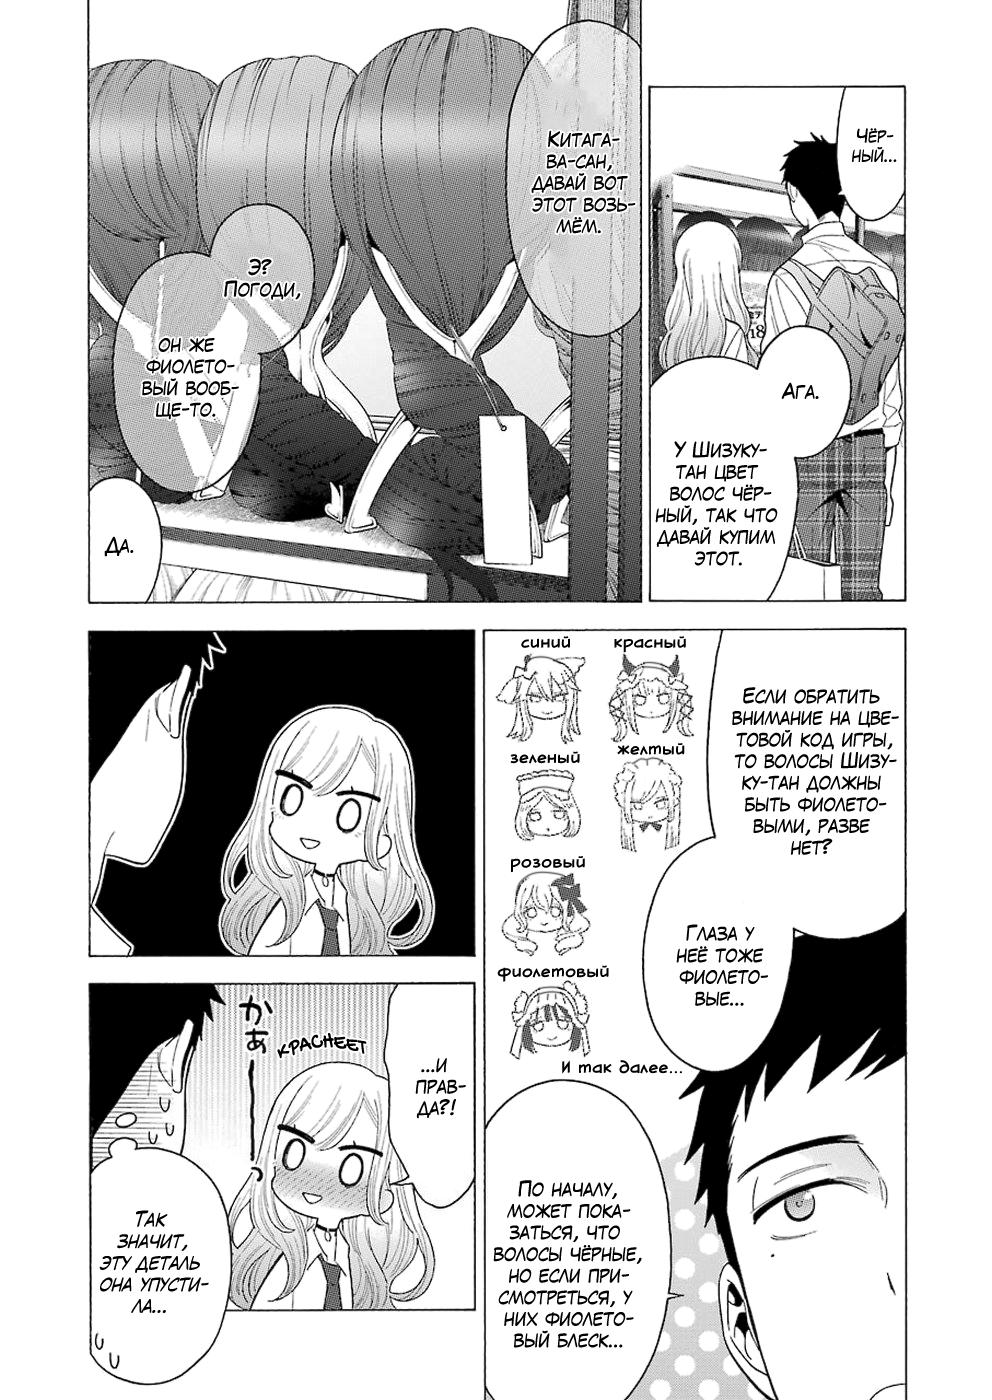 ЧЁР-
НЫЙ...
АГА.
У ШИЗУКУ-
ТАН ЦВЕТ
ВОЛОС ЧЁР-
НЫЙ, ТАК ЧТО
ДАВАЙ КУПИМ
ЭТОТ.
КИТАГА-
ВА-САН,
ДАВАЙ ВОТ
ЭТОТ ВОЗЬ-
МЁМ.
Э?
ПОГОДИ,
ОН ЖЕ
ФИОЛЕТО-
ВЫЙ ВООБ-
ЩЕ-ТО.
ДА.
ЕСЛИ ОБРАТИТЬ
ВНИМАНИЕ НА ЦВЕ-
ТОВОЙ КОД ИГРЫ,
ТО ВОЛОСЫ ШИЗУ-
КУ-ТАН ДОЛЖНЫ
БЫТЬ ФИОЛЕТО-
ВЫМИ, РАЗВЕ
НЕТ?
ГЛАЗА У
НЕЁ ТОЖЕ
ФИОЛЕТО-
ВЫЕ...
синий
красный
зеленый
желтый
розовый
фиолетовый
И так далее...
ПО НАЧАЛУ,
МОЖЕТ ПОКА-
ЗАТЬСЯ, ЧТО
ВОЛОСЫ ЧЁРНЫЕ,
НО ЕСЛИ ПРИ-
СМОТРЕТЬСЯ, У
НИХ ФИОЛЕТО-
ВЫЙ БЛЕСК...
...И
ПРАВ-
ДА?!
かぁーっ
КРАСНЕЕТ
ТАК
ЗНАЧИТ,
ЭТУ ДЕТАЛЬ
ОНА УПУСТИ-
ЛА...